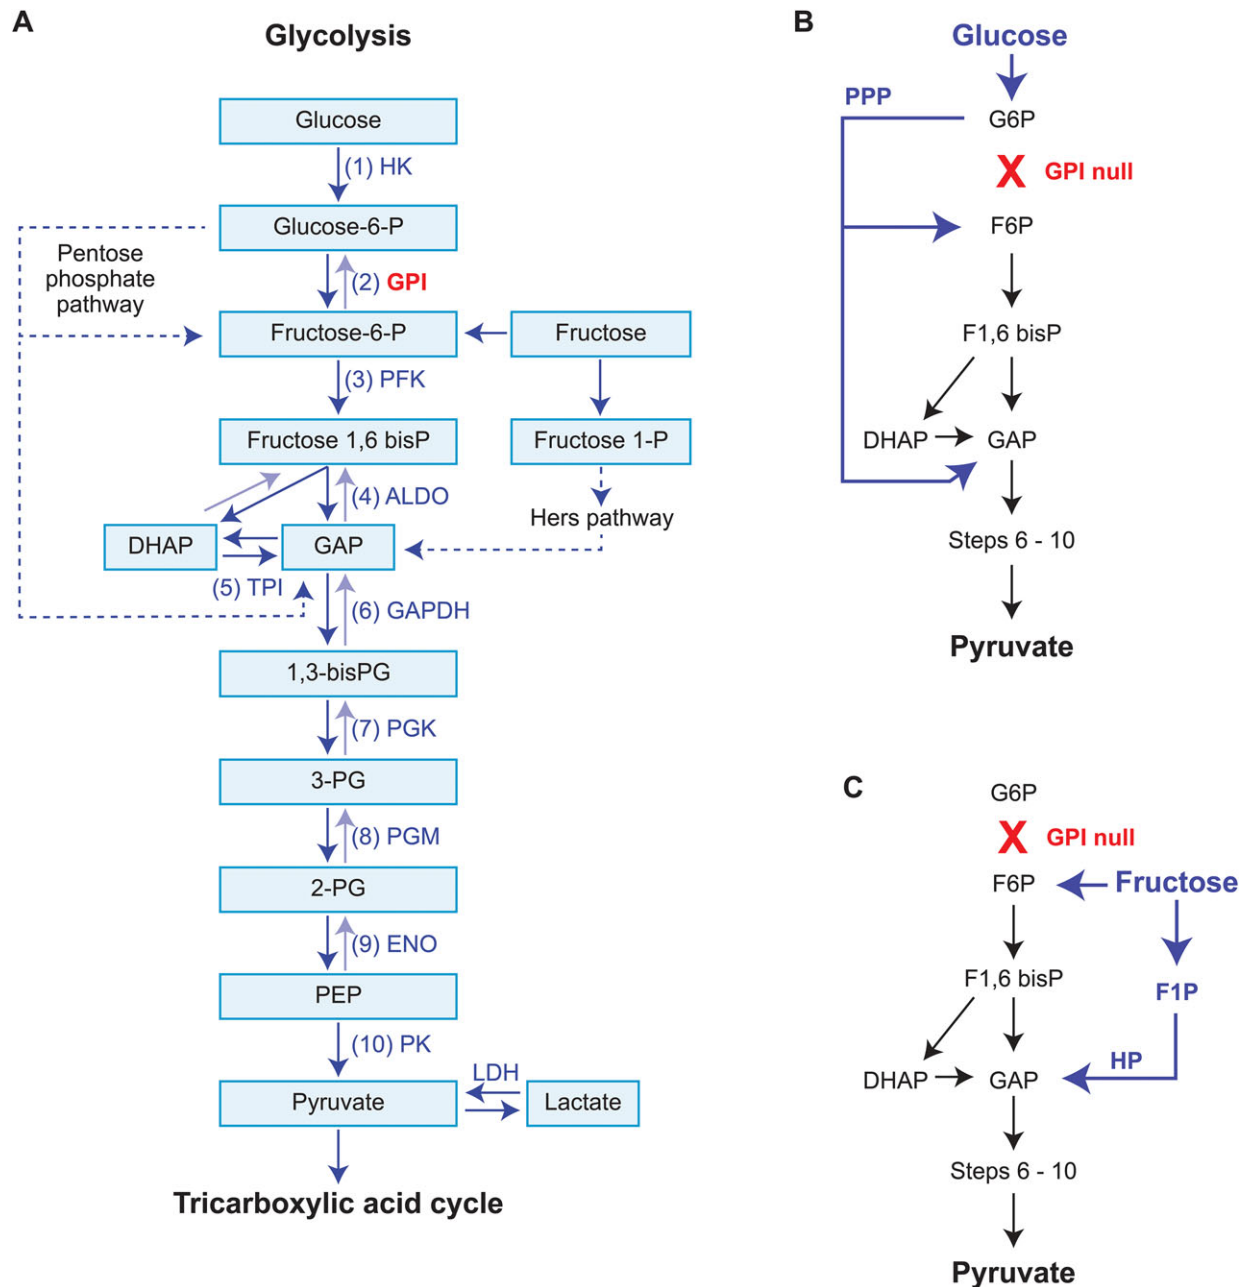 A
Glycolysis
Glucose
(1) HK
Glucose-6-P
Pentose
phosphate
pathway
(2) GPI
Fructose-6-P
Fructose
(3) PFK
Fructose 1,6 bisP
Fructose 1-P
(4) ALDO
Hers pathway
DHAP
GAP
(5) TPI
(6) GAPDH
1,3-bisPG
(7) PGK
3-PG
(8) PGM
2-PG
(9) ENO
PEP
(10) PK
LDH
Pyruvate
Lactate
Tricarboxylic acid cycle
B
Glucose
PPP
G6P
X GPI null
F6P
F1,6 bisP
DHAP
GAP
Steps 6 - 10
Pyruvate
C
G6P
X GPI null
F6P
Fructose
F1,6 bisP
F1P
HP
DHAP
GAP
Steps 6 - 10
Pyruvate